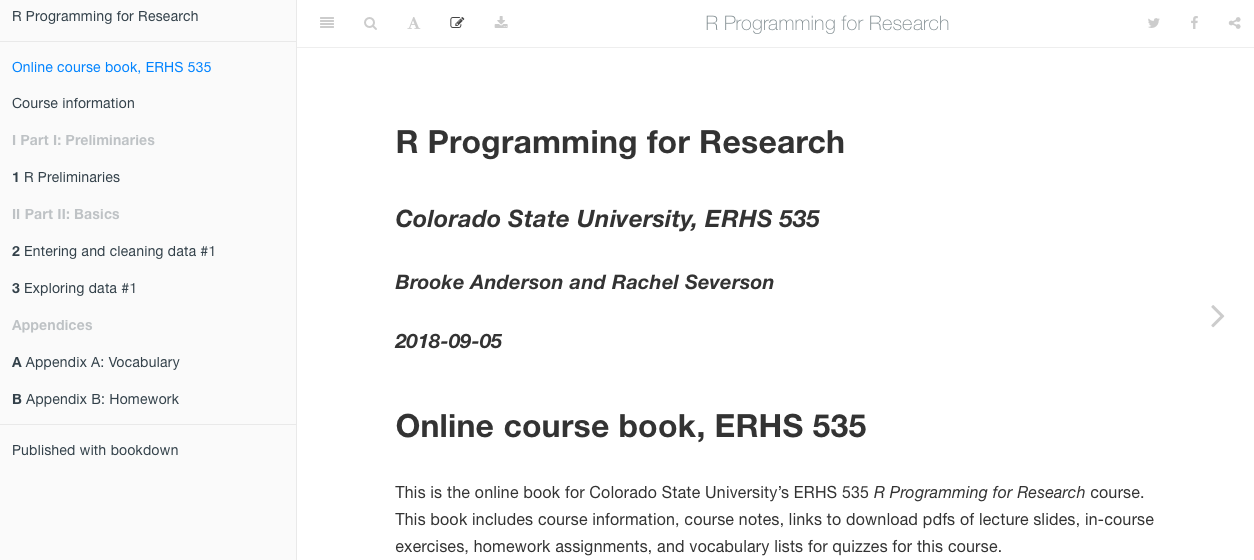 R Programming for Research
Online course book, ERHS 535
Course information
I Part I: Preliminaries
1 R Preliminaries
II Part II: Basics
2 Entering and cleaning data #1
3 Exploring data #1
Appendices
A Appendix A: Vocabulary
B Appendix B: Homework
Published with bookdown
A
R Programming for Research
R Programming for Research
Colorado State University, ERHS 535
Brooke Anderson and Rachel Severson
2018-09-05
Online course book, ERHS 535
This is the online book for Colorado State University’s ERHS 535 R Programming for Research course.
This book includes course information, course notes, links to download pdfs of lecture slides, in-course
exercises, homework assignments, and vocabulary lists for quizzes for this course.